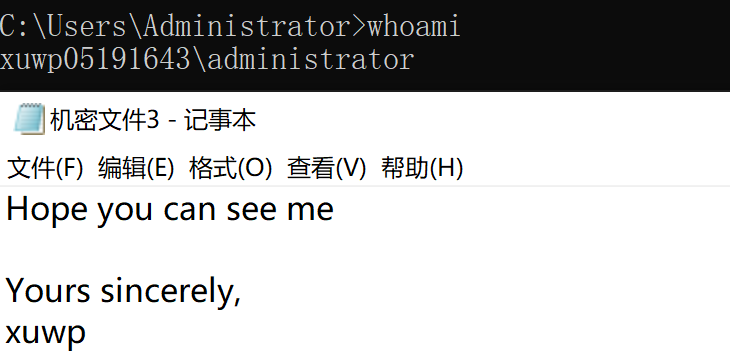 C:\Users\Administrator>whoami
xuwp05191643\administrator
机密文件3 - 记事本
文件(F) 编辑(E) 格式(O) 查看(V) 帮助(H)
Hope you can see me
Yours sincerely,
xuwp